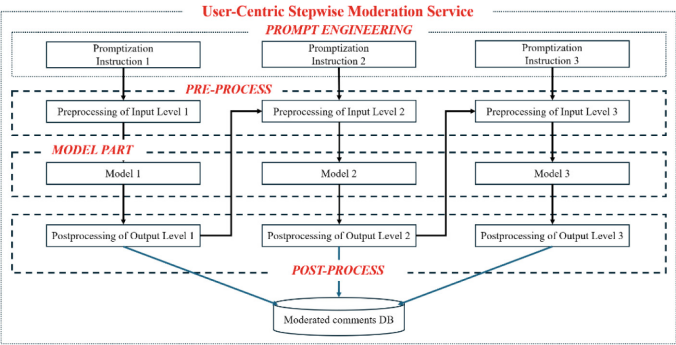 User-Centric Stepwise Moderation Service
PROMPT ENGINEERING
Promptization
Instruction 1
Promptization
Instruction 2
Promptization
Instruction 3
PRE-PROCESS
Preprocessing of Input Level 1
Preprocessing of Input Level 2
Preprocessing of Input Level 3
MODEL PART
Model 1
Model 2
Model 3
Postprocessing of Output Level 1
Postprocessing of Output Level 2
Postprocessing of Output Level 3
POST-PROCESS
Moderated comments DB